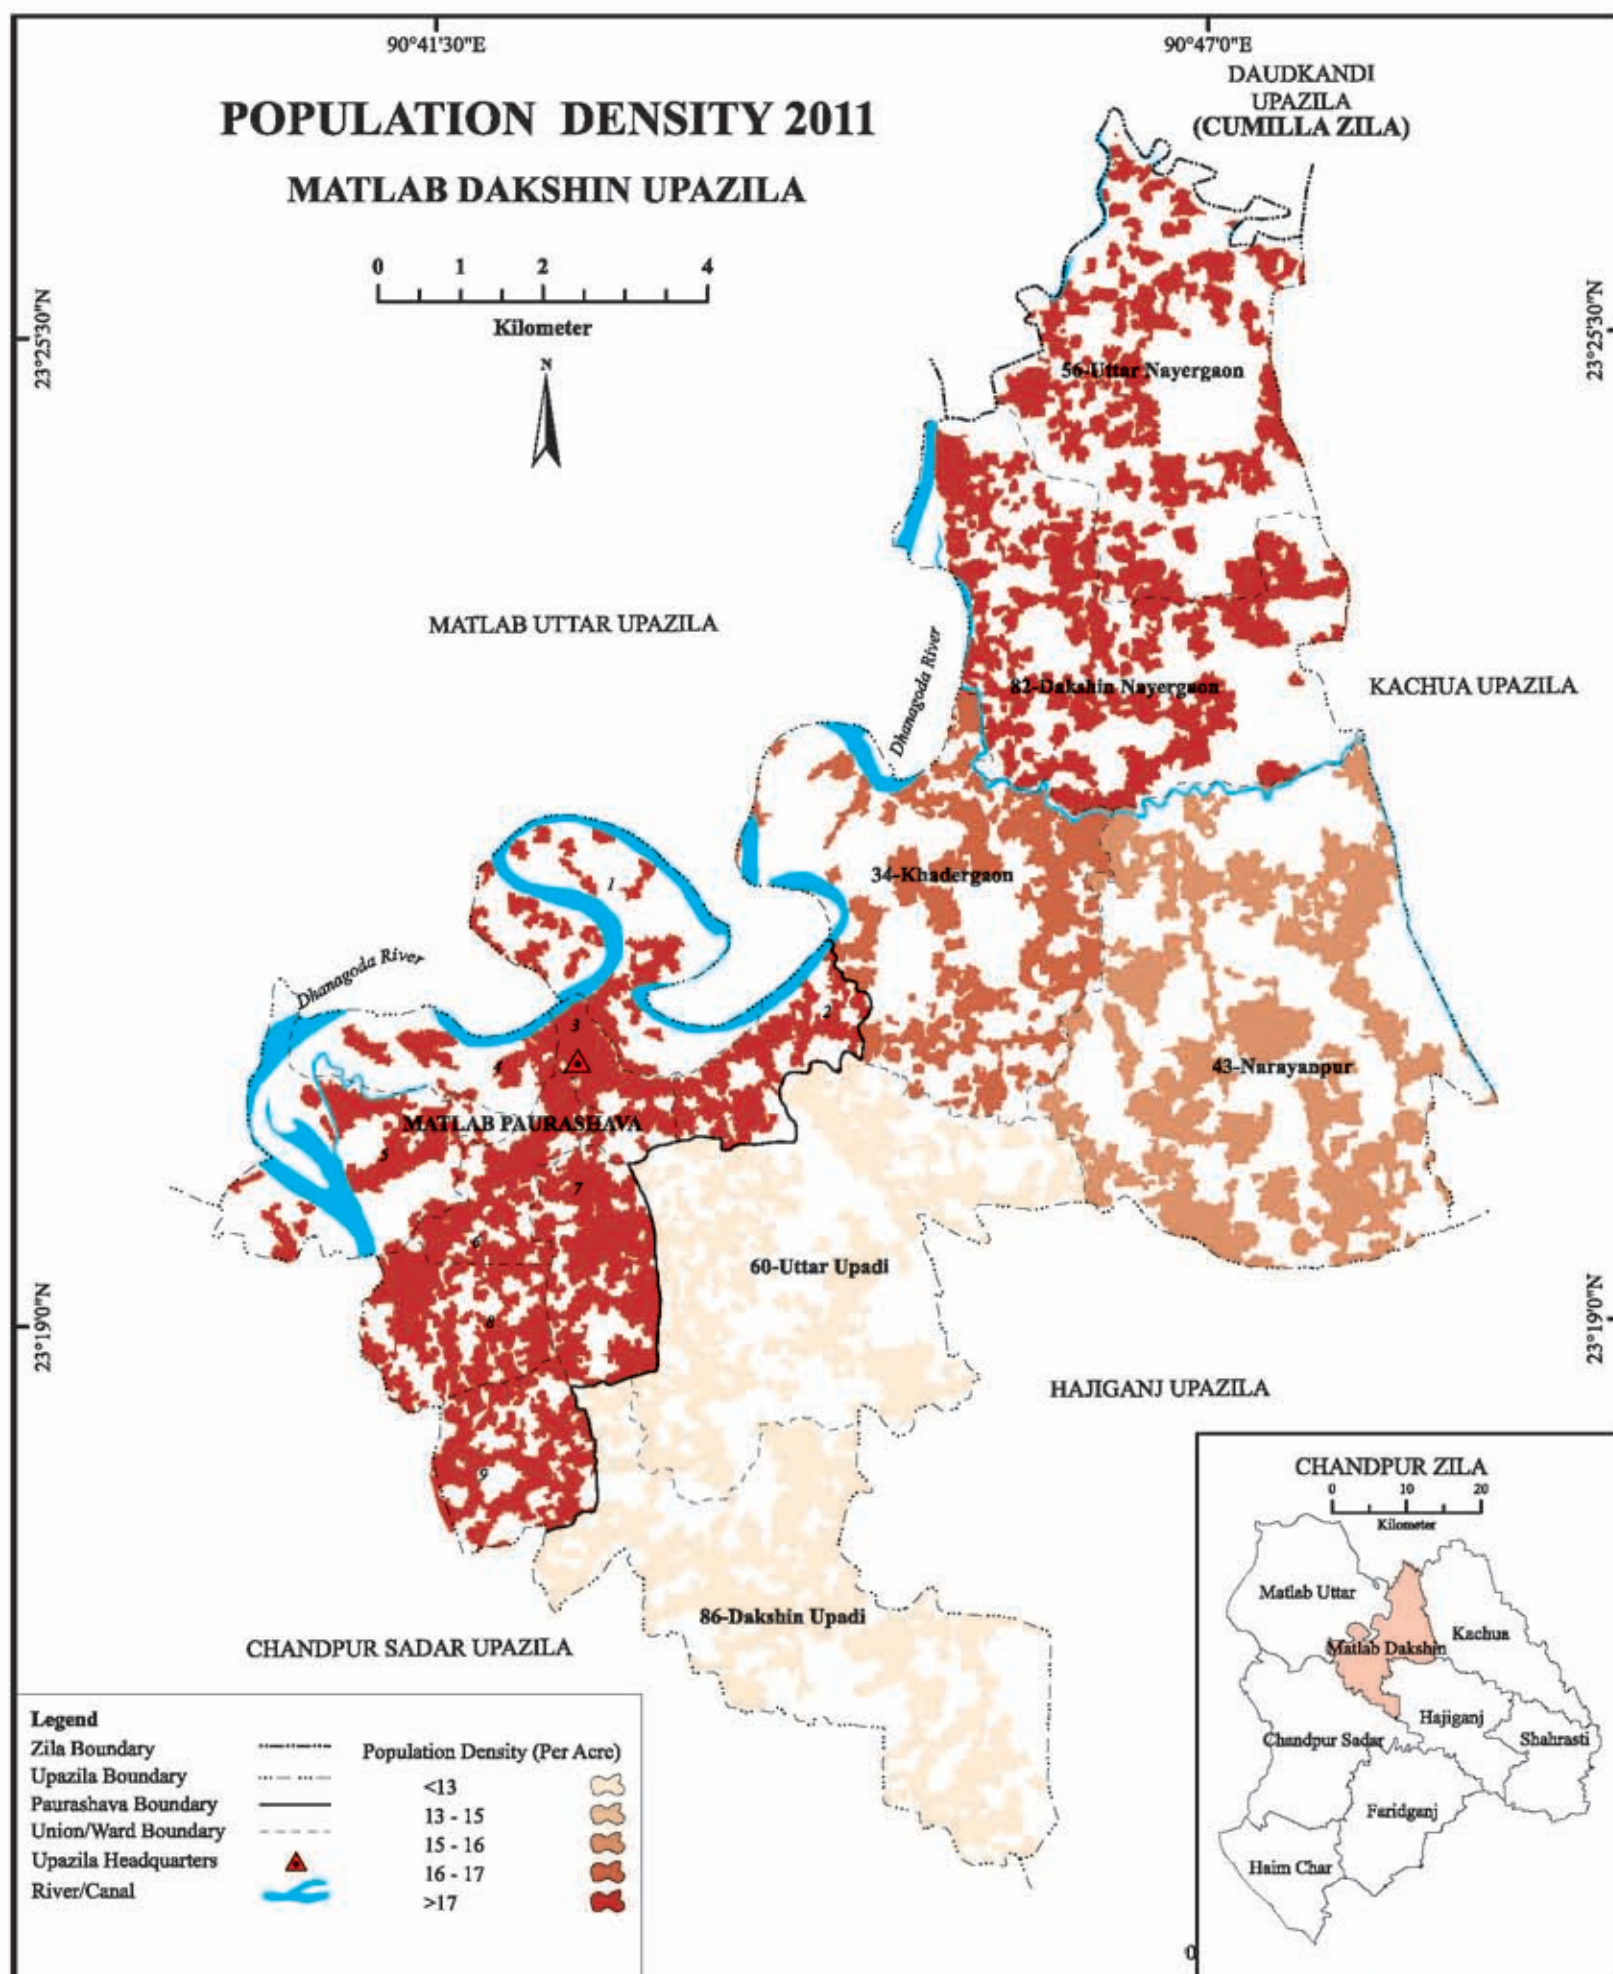 90°41'30"E
90°47'0"E
DAUDKANDI
UPAZILA
(CUMILLA ZILA)
POPULATION DENSITY 2011
MATLAB DAKSHIN UPAZILA
0 1 2 4
Kilometer
N
23°25'30"N
23°25'30"N
56-Uttar Nayergaon
MATLAB UTTAR UPAZILA
Dhanagoda River
82-Dakshin Nayergaon
KACHUA UPAZILA
34-Khadergaon
1
Dhanagoda River
2
3
4
43-Narayanpur
MATLAB PAURASHAVA
5
7
6
60-Uttar Upadi
8
23°19'0"N
23°19'0"N
HAJIGANJ UPAZILA
9
86-Dakshin Upadi
CHANDPUR SADAR UPAZILA
CHANDPUR ZILA
0 10 20
Kilometer
Matlab Uttar
Kachua
Matlab Dakshin
Hajiganj
Chandpur Sadar
Shahrasti
Faridganj
Haim Char
0
Legend
Zila Boundary
Upazila Boundary
Paurashava Boundary
Union/Ward Boundary
Upazila Headquarters
River/Canal
Population Density (Per Acre)
<13
13 - 15
15 - 16
16 - 17
>17